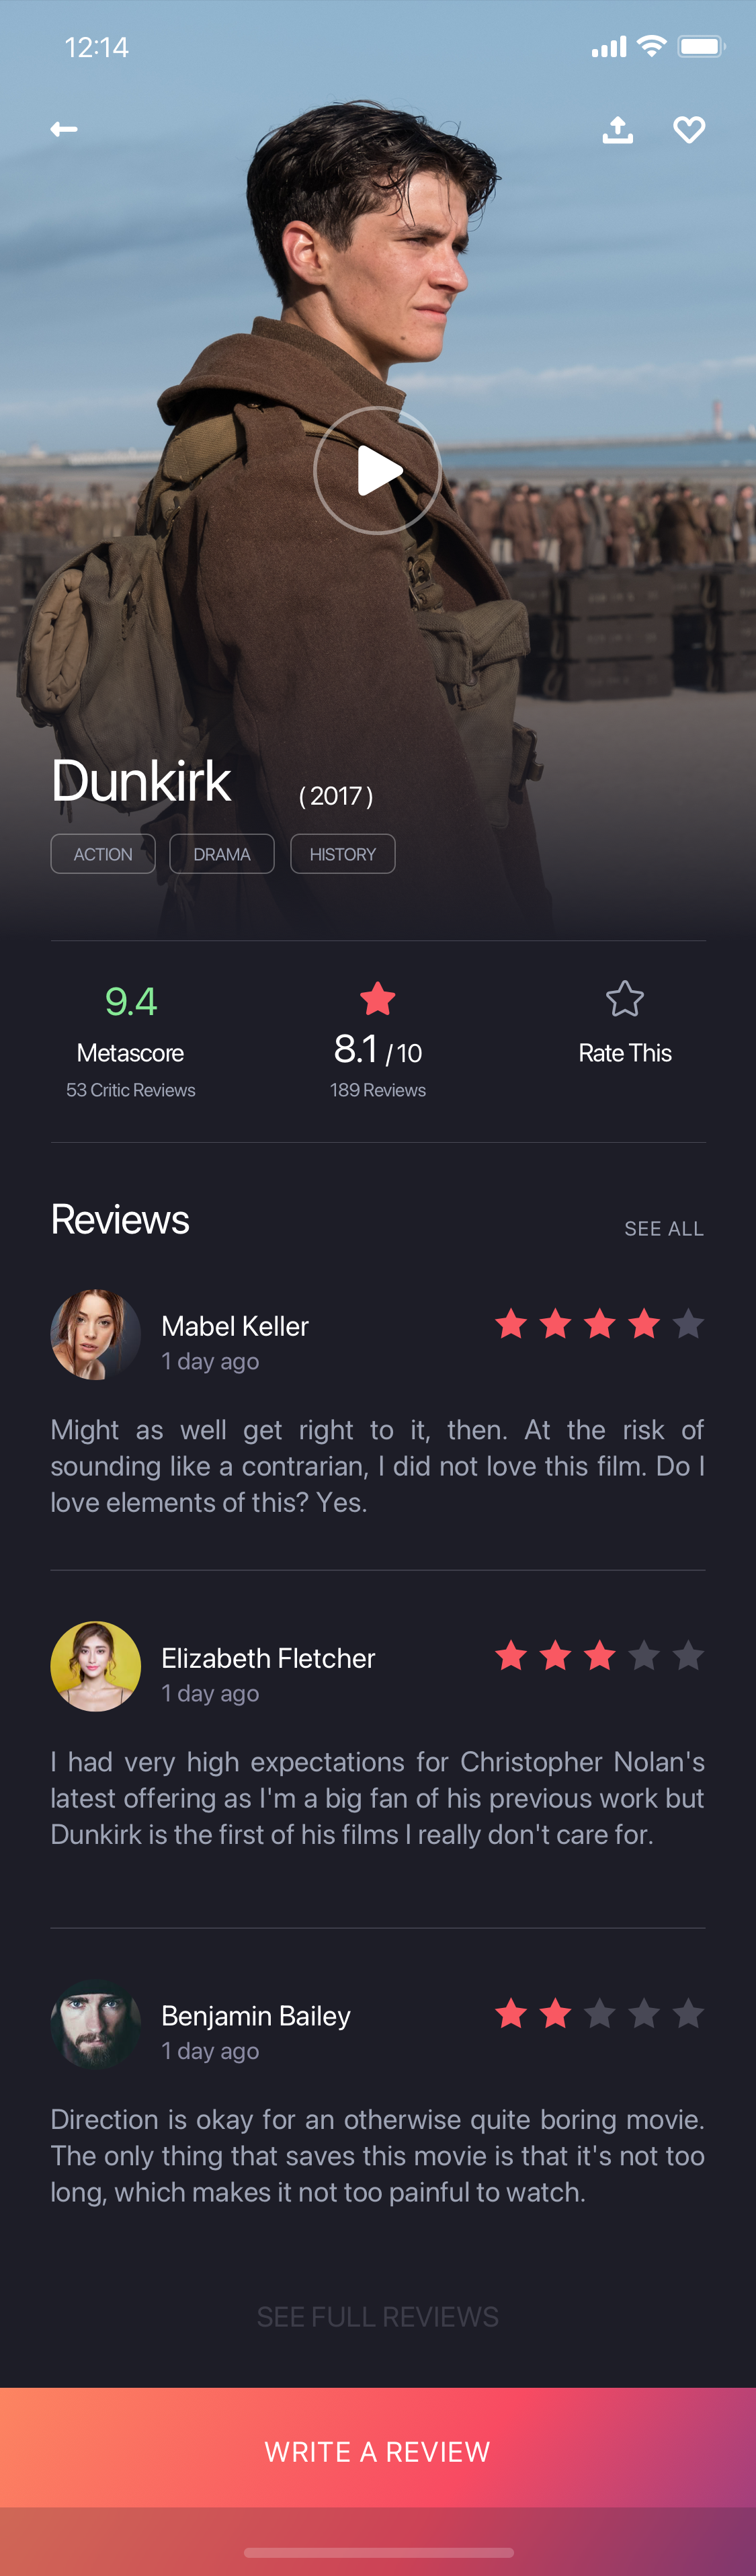 12:14
Dunkirk (2017)
ACTION DRAMA HISTORY
9.4
8.1 /10
Metascore
Rate This
53 Critic Reviews
189 Reviews
Reviews
SEE ALL
Mabel Keller
1 day ago
Might as well get right to it, then. At the risk of
sounding like a contrarian, I did not love this film. Do I
love elements of this? Yes.
Elizabeth Fletcher
1 day ago
I had very high expectations for Christopher Nolan's
latest offering as I'm a big fan of his previous work but
Dunkirk is the first of his films I really don't care for.
Benjamin Bailey
1 day ago
Direction is okay for an otherwise quite boring movie.
The only thing that saves this movie is that it's not too
long, which makes it not too painful to watch.
SEE FULL REVIEWS
WRITE A REVIEW